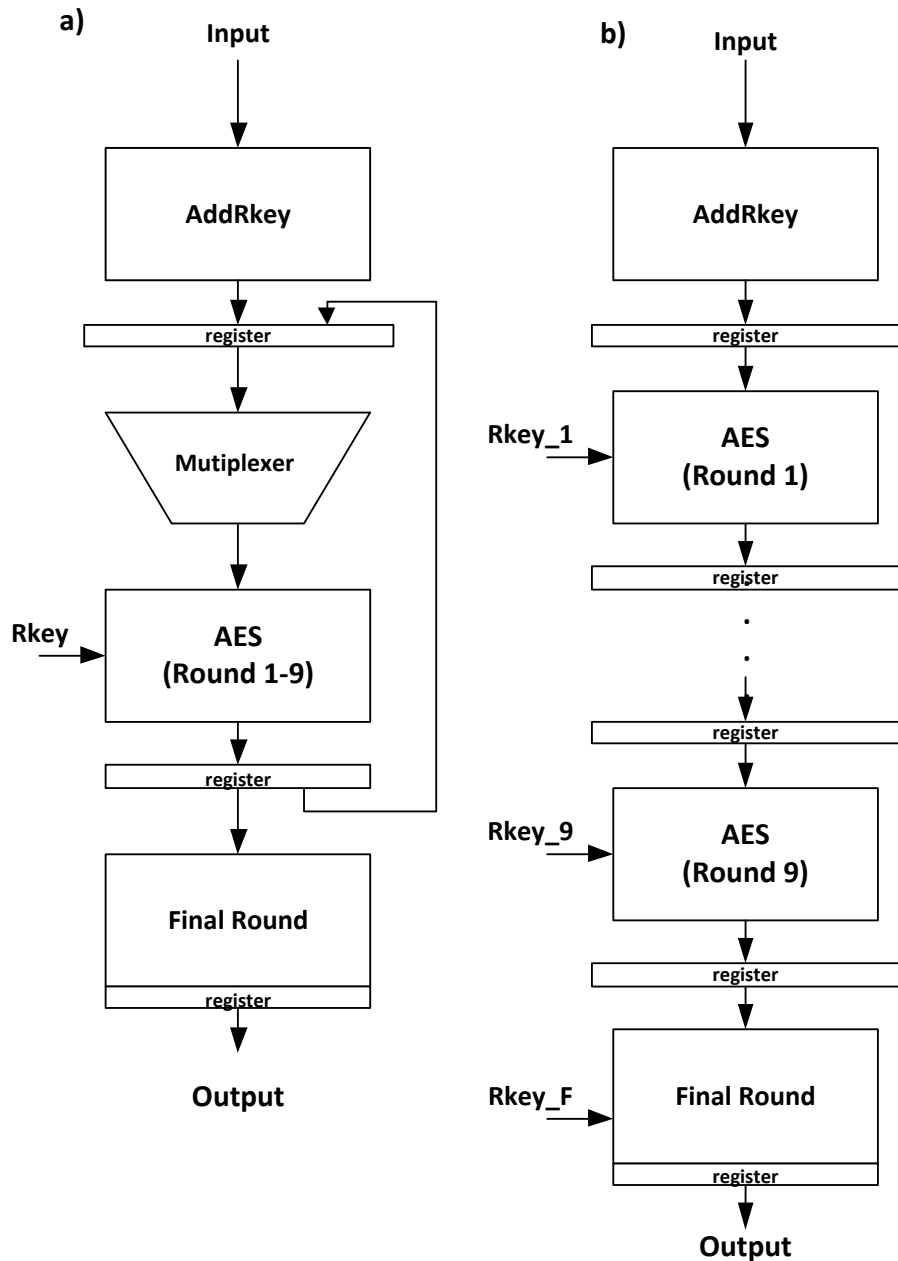 a)
Input
AddRkey
register
Mutiplexer
Rkey
AES
(Round 1-9)
register
Final Round
register
Output
b)
Input
AddRkey
register
Rkey_1
AES
(Round 1)
register
.
.
.
register
Rkey_9
AES
(Round 9)
register
Rkey_F
Final Round
register
Output